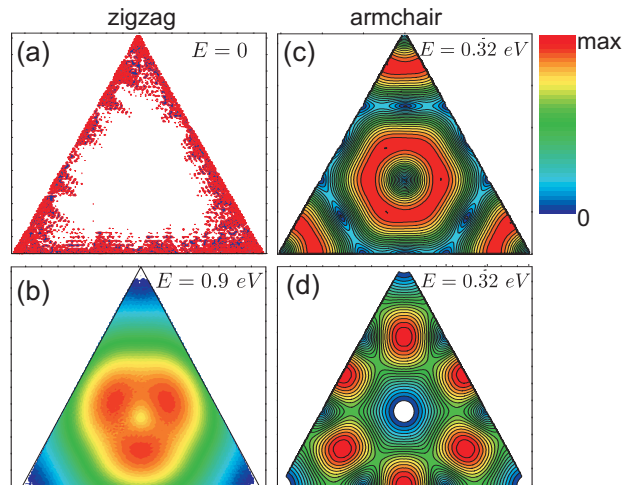 zigzag
armchair
(a)
E = 0
(c)
E = 0.32 eV
max
0
(b)
E = 0.9 eV
(d)
E = 0.32 eV